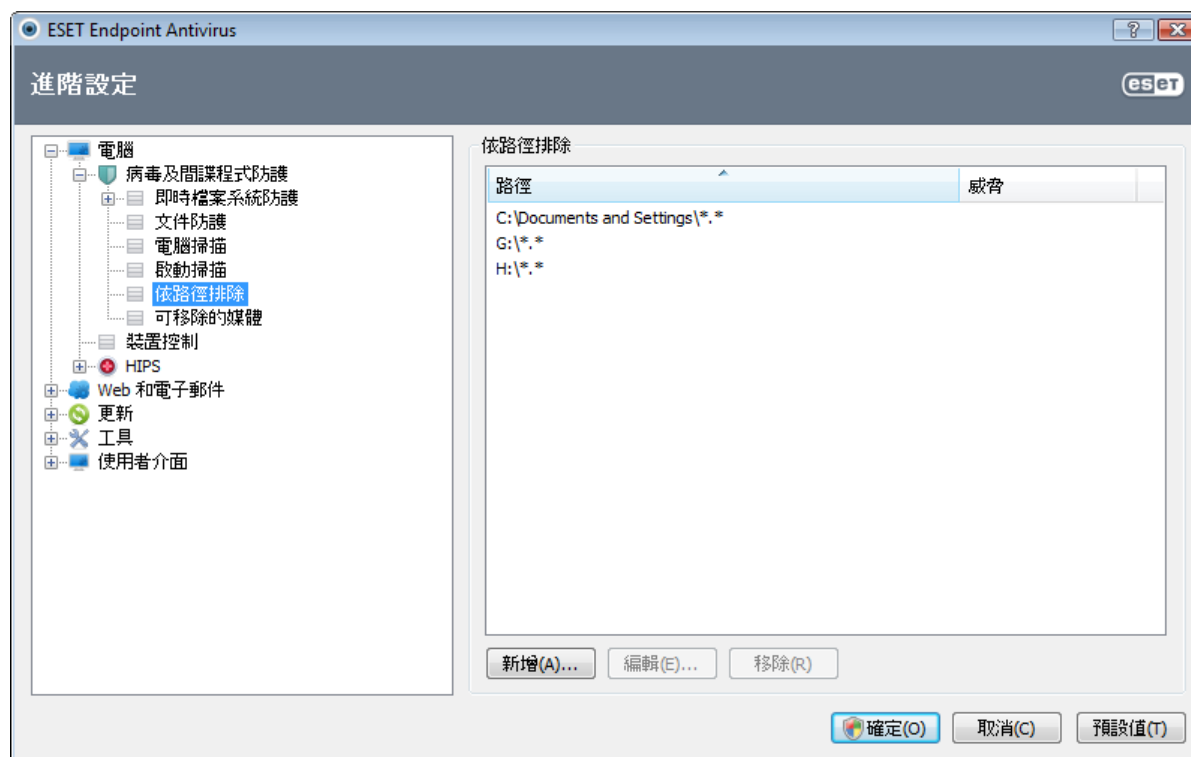 ESET Endpoint Antivirus
進階設定
eset
電腦
病毒及間諜程式防護
即時檔案系統防護
文件防護
電腦掃描
啟動掃描
依路徑排除
可移除的媒體
裝置控制
HIPS
Web 和電子郵件
更新
工具
使用者介面
依路徑排除
路徑 威脅
C:\Documents and Settings\*.*
G:\*.*
H:\*.*
新增(A)... 編輯(E)... 移除(R)
確定(O) 取消(C) 預設值(T)